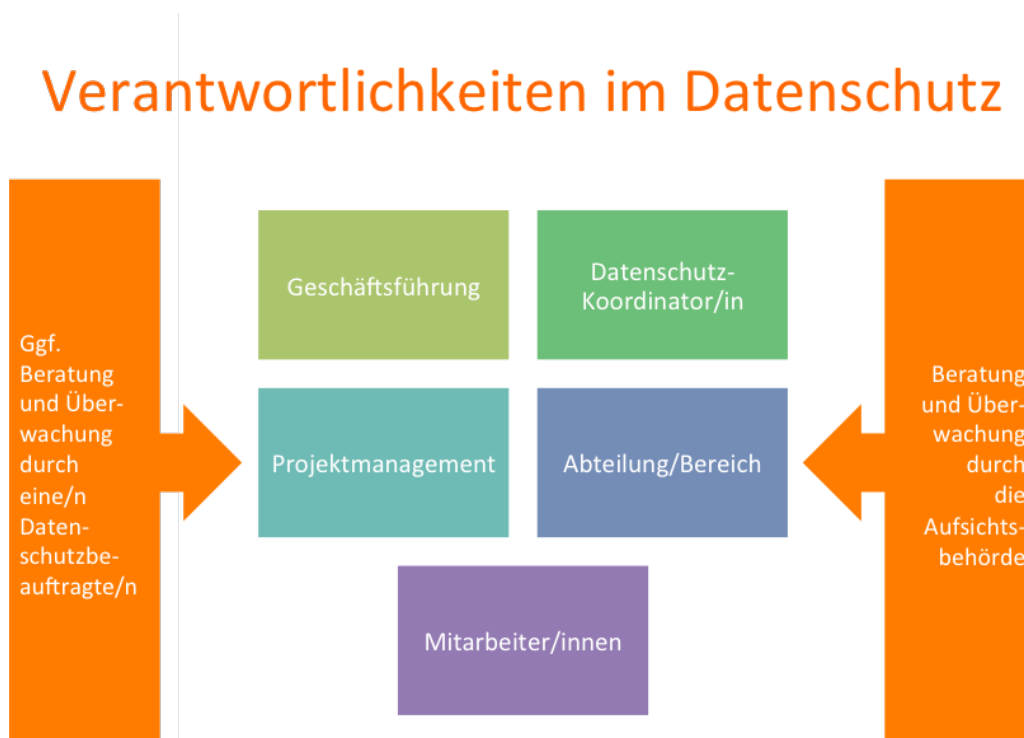 Verantwortlichkeiten im Datenschutz
Ggf.
Beratung
und Über-
wachung
durch
eine/n
Daten-
schutzbe-
auftragte/n
Geschäftsführung
Datenschutz-
Koordinator/in
Projektmanagement
Abteilung/Bereich
Mitarbeiter/innen
Beratung
und Über-
wachung
durch
die
Aufsichts-
behörde